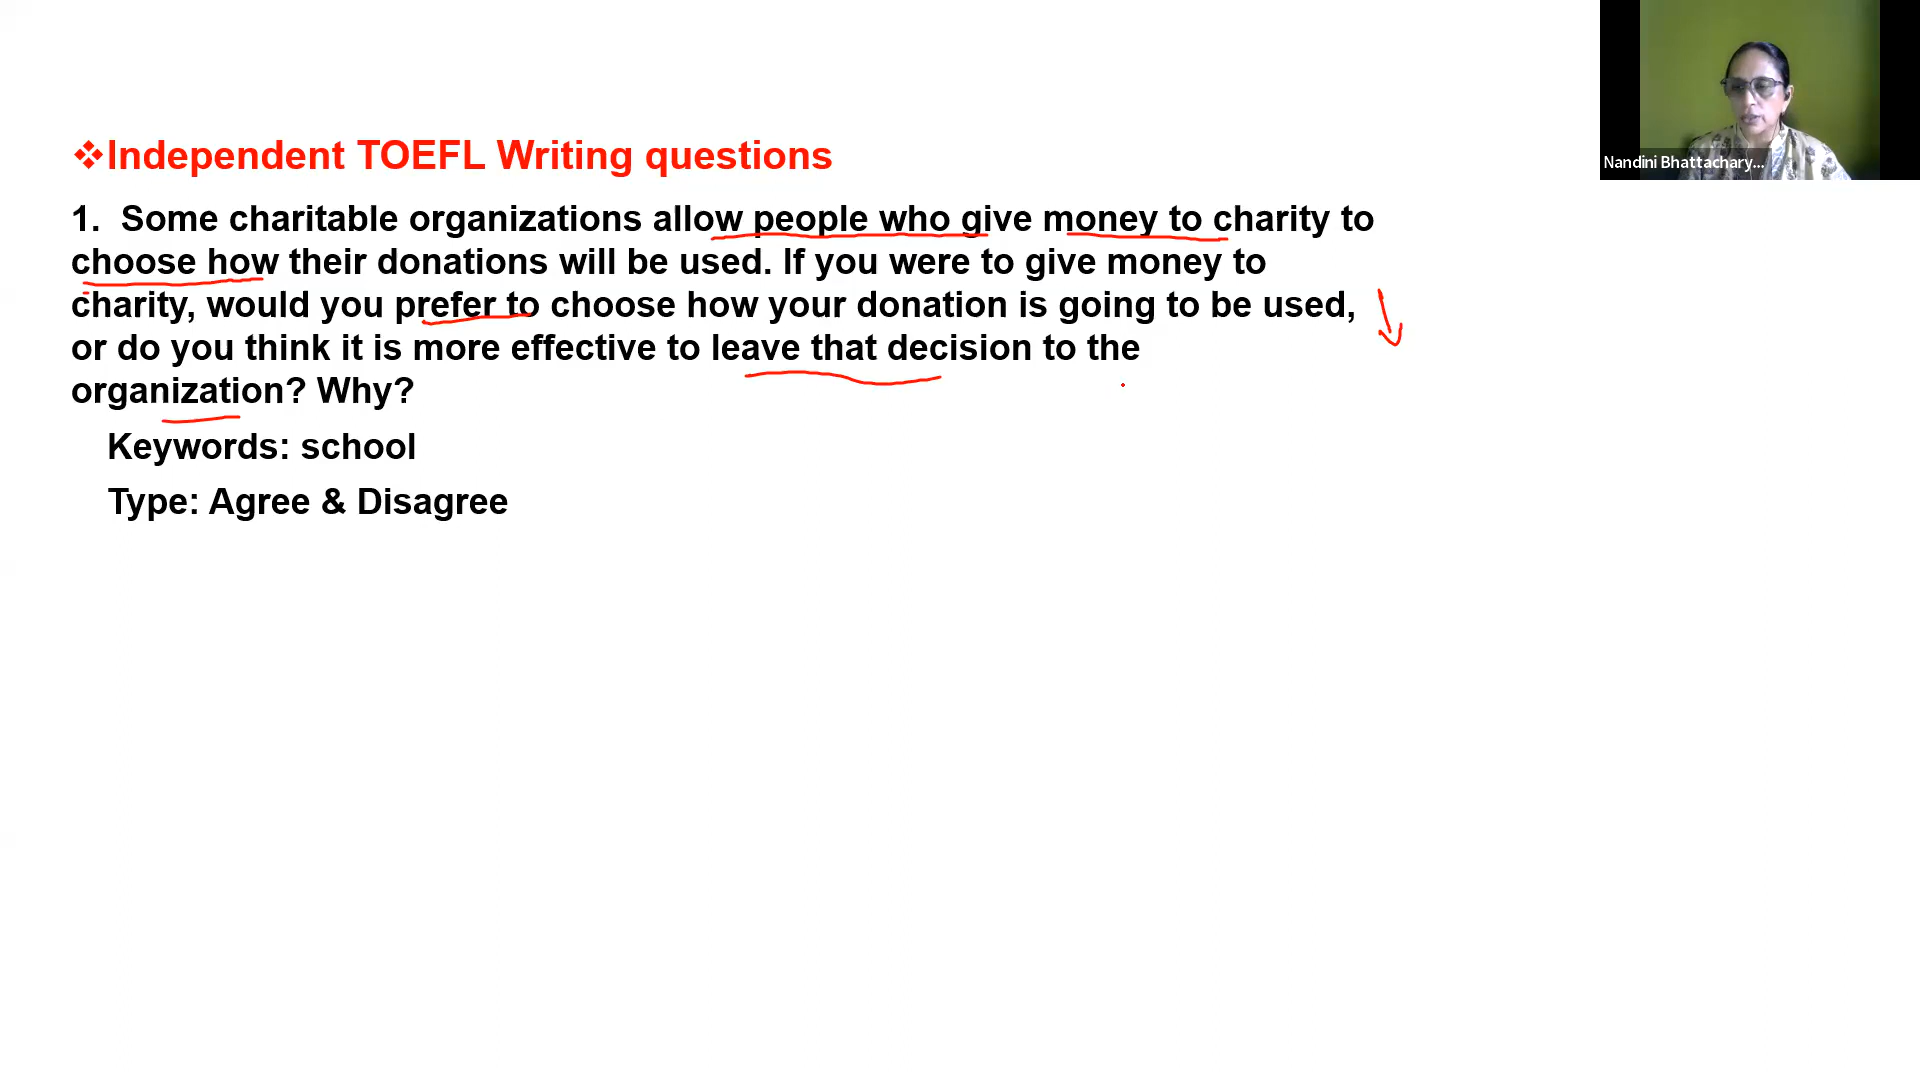 ❖Independent TOEFL Writing questions
1. Some charitable organizations allow people who give money to charity to
choose how their donations will be used. If you were to give money to
charity, would you prefer to choose how your donation is going to be used,
or do you think it is more effective to leave that decision to the
organization? Why?
Keywords: school
Type: Agree & Disagree
Nandini Bhattachary...